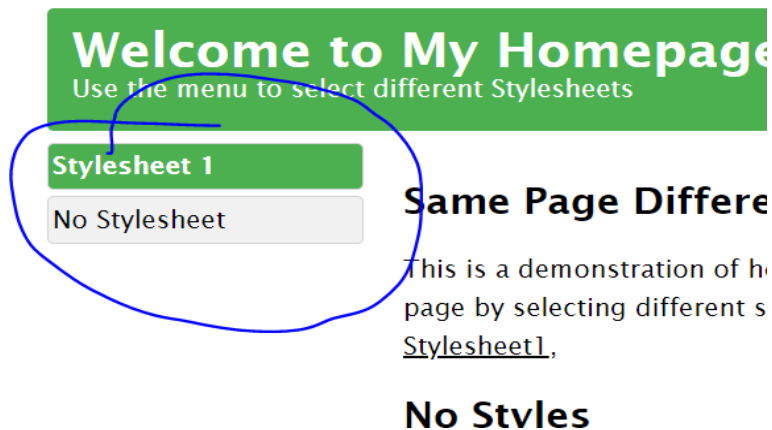 Welcome to My Homepage
Use the menu to select different Stylesheets
Stylesheet 1
No Stylesheet
Same Page Differe
This is a demonstration of h
page by selecting different s
Stylesheet1,
No Styles